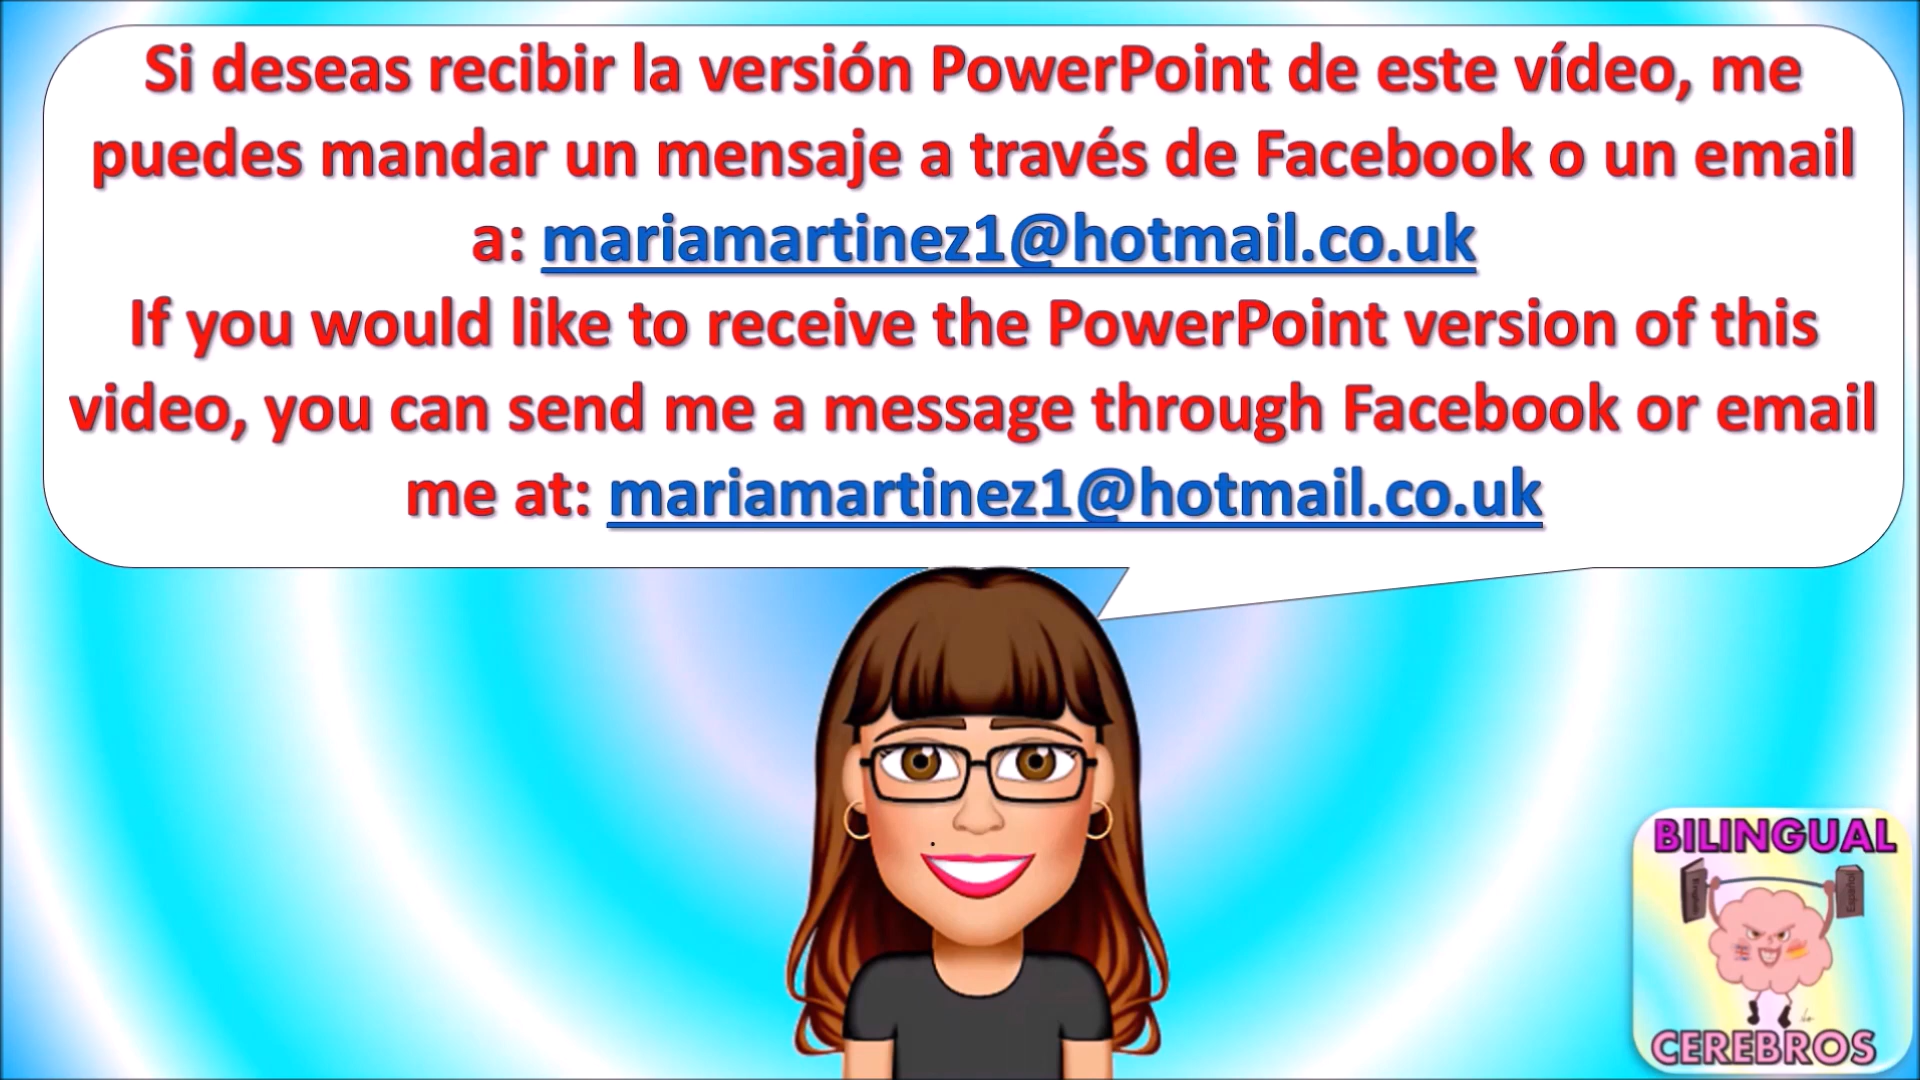 Si deseas recibir la versión PowerPoint de este vídeo, me
puedes mandar un mensaje a través de Facebook o un email
a: mariamartinez1@hotmail.co.uk
If you would like to receive the PowerPoint version of this
video, you can send me a message through Facebook or email
me at: mariamartinez1@hotmail.co.uk
BILINGUAL
English
Español
CEREBROS